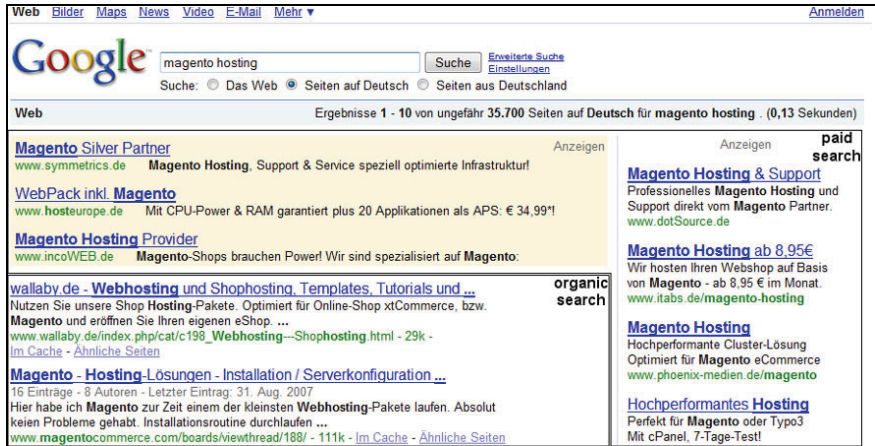 Web Bilder Maps News Video E-Mail Mehr ▼ Anmelden
Google™
magento hosting Suche Erweiterte Suche
Einstellungen
Suche: Das Web Seiten auf Deutsch Seiten aus Deutschland
Web Ergebnisse 1 - 10 von ungefähr 35.700 Seiten auf Deutsch für magento hosting . (0,13 Sekunden)
Magento Silver Partner Anzeigen
www.symmetrics.de Magento Hosting, Support & Service speziell optimierte Infrastruktur!
WebPack inkl. Magento
www.hosteurope.de Mit CPU-Power & RAM garantiert plus 20 Applikationen als APS: € 34,99*!
Magento Hosting Provider
www.incoWEB.de Magento-Shops brauchen Power! Wir sind spezialisiert auf Magento:
organic
search
wallaby.de - Webhosting und Shophosting, Templates, Tutorials und ...
Nutzen Sie unsere Shop Hosting-Pakete. Optimiert für Online-Shop xtCommerce, bzw.
Magento und eröffnen Sie Ihren eigenen eShop. ...
www.wallaby.de/index.php/cat/c198_Webhosting---Shophosting.html - 29k -
Im Cache - Ähnliche Seiten
Magento - Hosting-Lösungen - Installation / Serverkonfiguration ...
16 Einträge - 8 Autoren - Letzter Eintrag: 31. Aug. 2007
Hier habe ich Magento zur Zeit einem der kleinsten Webhosting-Pakete laufen. Absolut
keien Probleme gehabt. Installationsroutine durchlaufen ...
www.magentocommerce.com/boards/viewthread/188/ - 111k - Im Cache - Ähnliche Seiten
Anzeigen
paid
search
Magento Hosting & Support
Professionelles Magento Hosting und
Support direkt vom Magento Partner.
www.dotSource.de
Magento Hosting ab 8,95€
Wir hosten Ihren Webshop auf Basis
von Magento - ab 8,95 € im Monat.
www.itabs.de/magento-hosting
Magento Hosting
Hochperformante Cluster-Lösung
Optimiert für Magento eCommerce
www.phoenix-medien.de/magento
Hochperformantes Hosting
Perfekt für Magento oder Typo3
Mit cPanel, 7-Tage-Test!